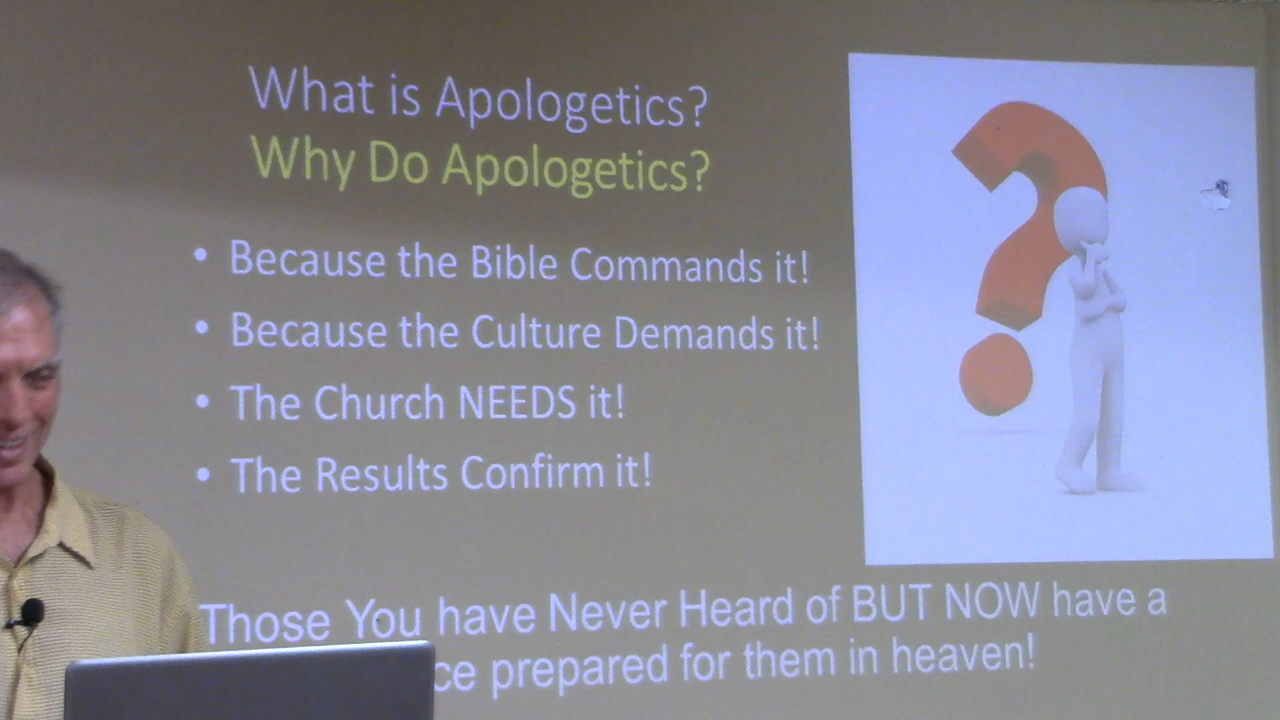 What is Apologetics?
Why Do Apologetics?
• Because the Bible Commands it!
• Because the Culture Demands it!
• The Church NEEDS it!
• The Results Confirm it!
Those You have Never Heard of BUT NOW have a
prepared for them in heaven!